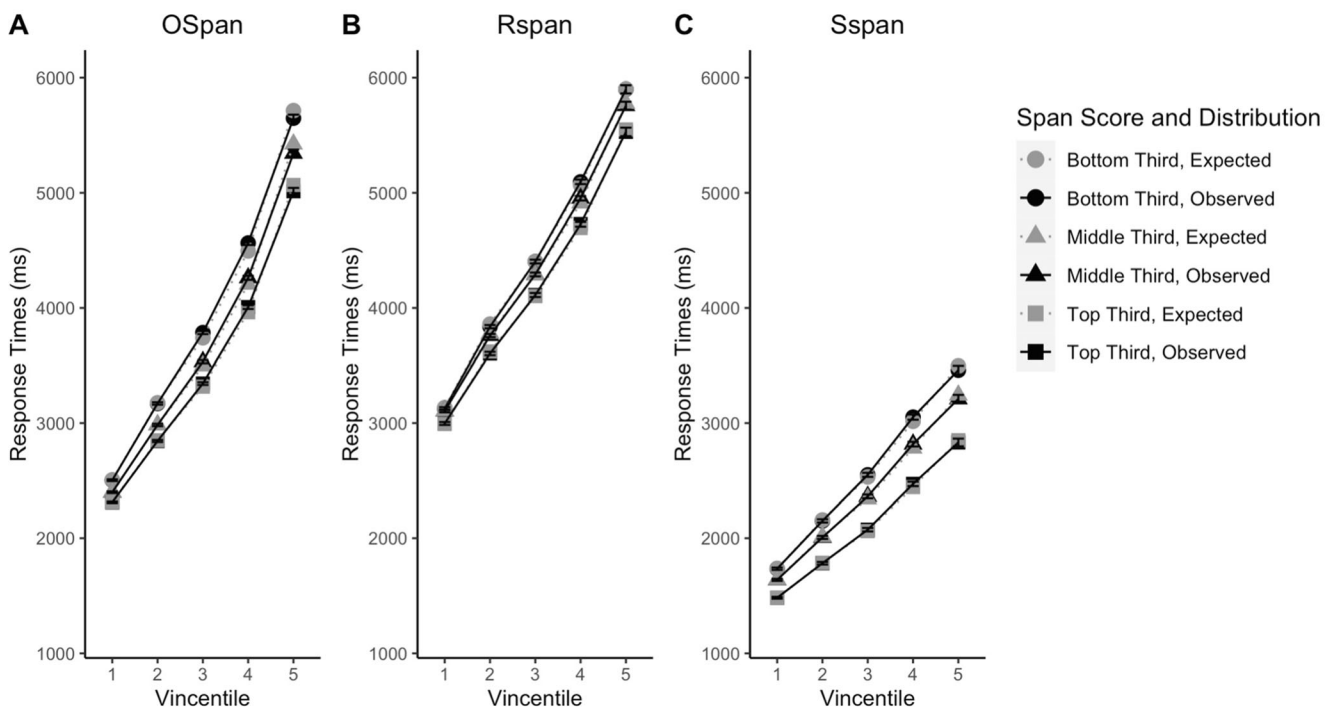 A
OSpan
B
Rspan
C
Sspan
Response Times (ms)
6000
5000
4000
3000
2000
1000
1 2 3 4 5
Vincentile
Response Times (ms)
6000
5000
4000
3000
2000
1000
1 2 3 4 5
Vincentile
Response Times (ms)
6000
5000
4000
3000
2000
1000
1 2 3 4 5
Vincentile
Span Score and Distribution
Bottom Third, Expected
Bottom Third, Observed
Middle Third, Expected
Middle Third, Observed
Top Third, Expected
Top Third, Observed